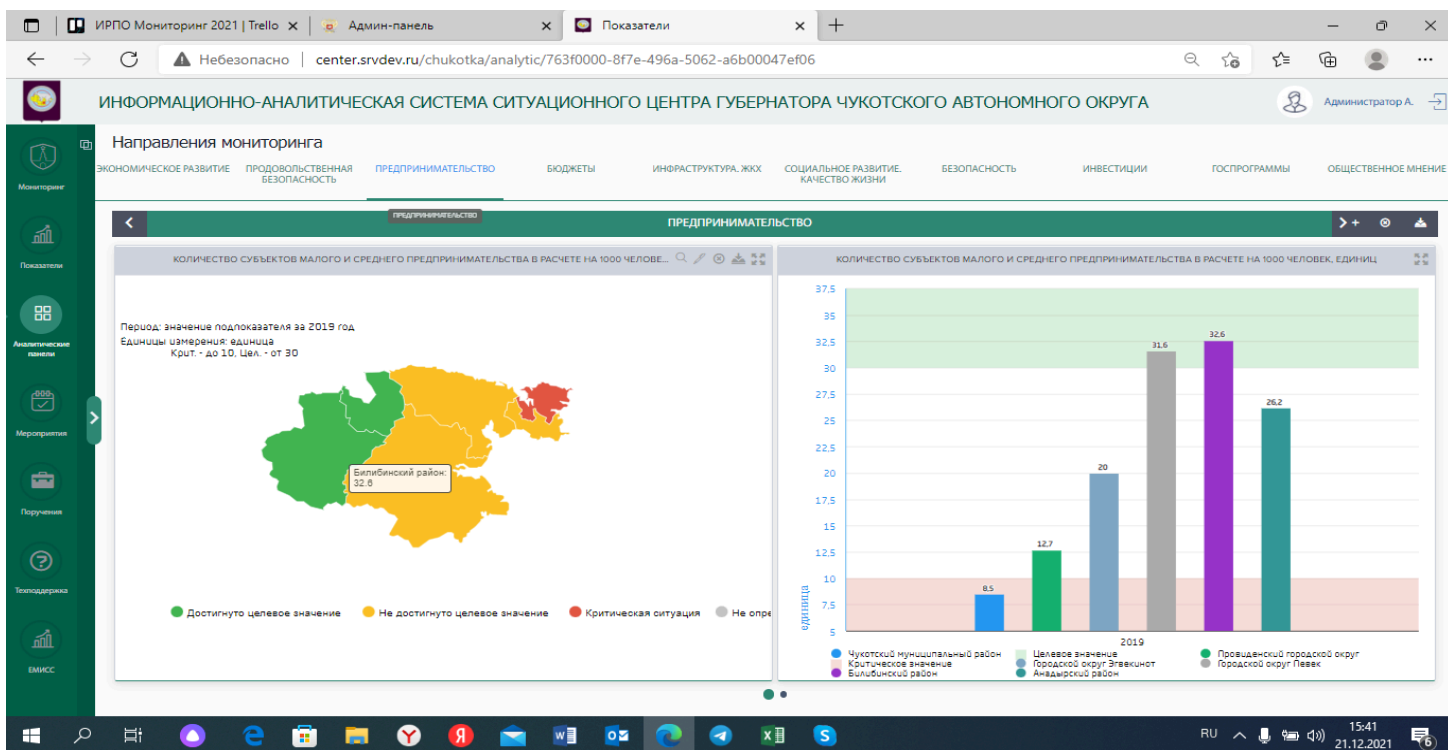 ИРПО Мониторинг 2021 | Trello
Админ-панель
Показатели
Небезопасно
center.srvdev.ru/chukotka/analytic/763f0000-8f7e-496a-5062-a6b00047ef06
ИНФОРМАЦИОННО-АНАЛИТИЧЕСКАЯ СИСТЕМА СИТУАЦИОННОГО ЦЕНТРА ГУБЕРНАТОРА ЧУКОТСКОГО АВТОНОМНОГО ОКРУГА
Администратор А.
Мониторинг
Показатели
Аналитические
панели
Мероприятия
Поручения
Техподдержка
ЕМИСС
Направления мониторинга
ЭКОНОМИЧЕСКОЕ РАЗВИТИЕ
ПРОДОВОЛЬСТВЕННАЯ
БЕЗОПАСНОСТЬ
ПРЕДПРИНИМАТЕЛЬСТВО
БЮДЖЕТЫ
ИНФРАСТРУКТУРА. ЖКХ
СОЦИАЛЬНОЕ РАЗВИТИЕ.
КАЧЕСТВО ЖИЗНИ
БЕЗОПАСНОСТЬ
ИНВЕСТИЦИИ
ГОСПРОГРАММЫ
ОБЩЕСТВЕННОЕ МНЕНИЕ
ПРЕДПРИНИМАТЕЛЬСТВО
ПРЕДПРИНИМАТЕЛЬСТВО
КОЛИЧЕСТВО СУБЪЕКТОВ МАЛОГО И СРЕДНЕГО ПРЕДПРИНИМАТЕЛЬСТВА В РАСЧЕТЕ НА 1000 ЧЕЛОВЕ...
Период: значение подпоказателя за 2019 год
Единицы измерения: единица
Крит. - до 10, Цел. - от 30
Билибинский район:
32.6
Достигнуто целевое значение
Не достигнуто целевое значение
Критическая ситуация
Не опре
КОЛИЧЕСТВО СУБЪЕКТОВ МАЛОГО И СРЕДНЕГО ПРЕДПРИНИМАТЕЛЬСТВА В РАСЧЕТЕ НА 1000 ЧЕЛОВЕК, ЕДИНИЦ
37,5
35
32,5
30
27,5
25
22,5
20
17,5
15
12,5
10
7,5
5
единица
8,5
12,7
20
31,6
32,6
26,2
2019
Чукотский муниципальный район
Целевое значение
Провиденский городской округ
Критическое значение
Городской округ Эгвекинот
Городской округ Певек
Билибинский район
Анадырский район
RU
15:41
21.12.2021
6